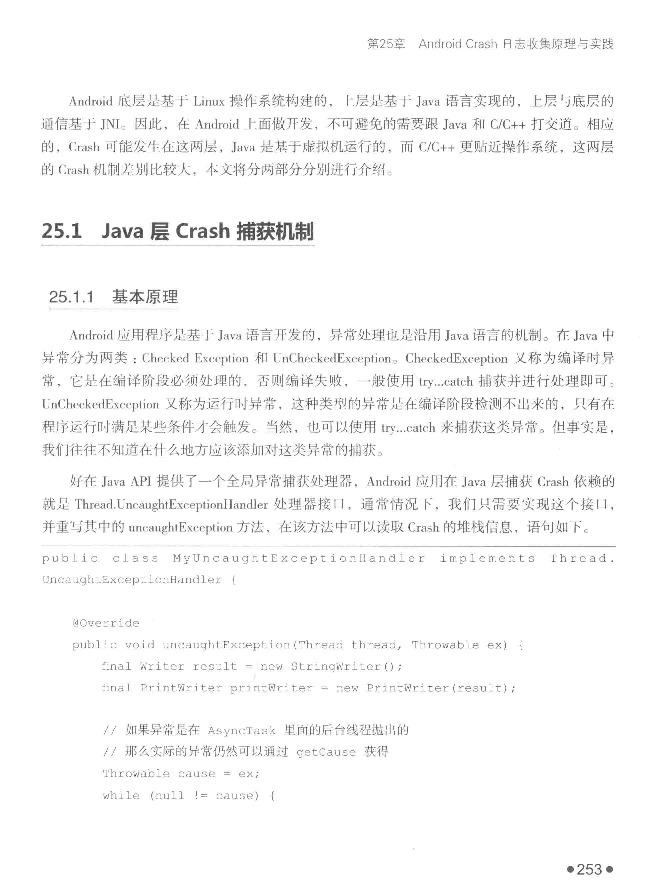 第25章 Android Crash 日志收集原理与实践
Android 底层是基于 Linux 操作系统构建的，上层是基于 Java 语言实现的，上层与底层的
通信基于 JNI。因此，在 Android 上面做开发，不可避免的需要跟 Java 和 C/C++ 打交道。相应
的，Crash 可能发生在这两层，Java 是基于虚拟机运行的，而 C/C++ 更贴近操作系统，这两层
的 Crash 机制差别比较大，本文将分两部分分别进行介绍。
25.1 Java 层 Crash 捕获机制
25.1.1 基本原理
Android 应用程序是基于 Java 语言开发的，异常处理也是沿用 Java 语言的机制。在 Java 中
异常分为两类：Checked Exception 和 UnCheckedException。CheckedException 又称为编译时异
常，它是在编译阶段必须处理的，否则编译失败，一般使用 try...catch 捕获并进行处理即可。
UnCheckedException 又称为运行时异常，这种类型的异常是在编译阶段检测不出来的，只有在
程序运行时满足某些条件才会触发。当然，也可以使用 try...catch 来捕获这类异常。但事实是，
我们往往不知道在什么地方应该添加对这类异常的捕获。
好在 Java API 提供了一个全局异常捕获处理器，Android 应用在 Java 层捕获 Crash 依赖的
就是 Thread.UncaughtExceptionHandler 处理器接口，通常情况下，我们只需要实现这个接口，
并重写其中的 uncaughtException 方法，在该方法中可以读取 Crash 的堆栈信息，语句如下。
public class MyUncaughtExceptionHandler implements Thread.
UncaughtExceptionHandler {
@Override
public void uncaughtException(Thread thread, Throwable ex) {
final Writer result = new StringWriter();
final PrintWriter printWriter = new PrintWriter(result);
// 如果异常是在 AsyncTask 里面的后台线程抛出的
// 那么实际的异常仍然可以通过 getCause 获得
Throwable cause = ex;
while (null != cause) {
●253●